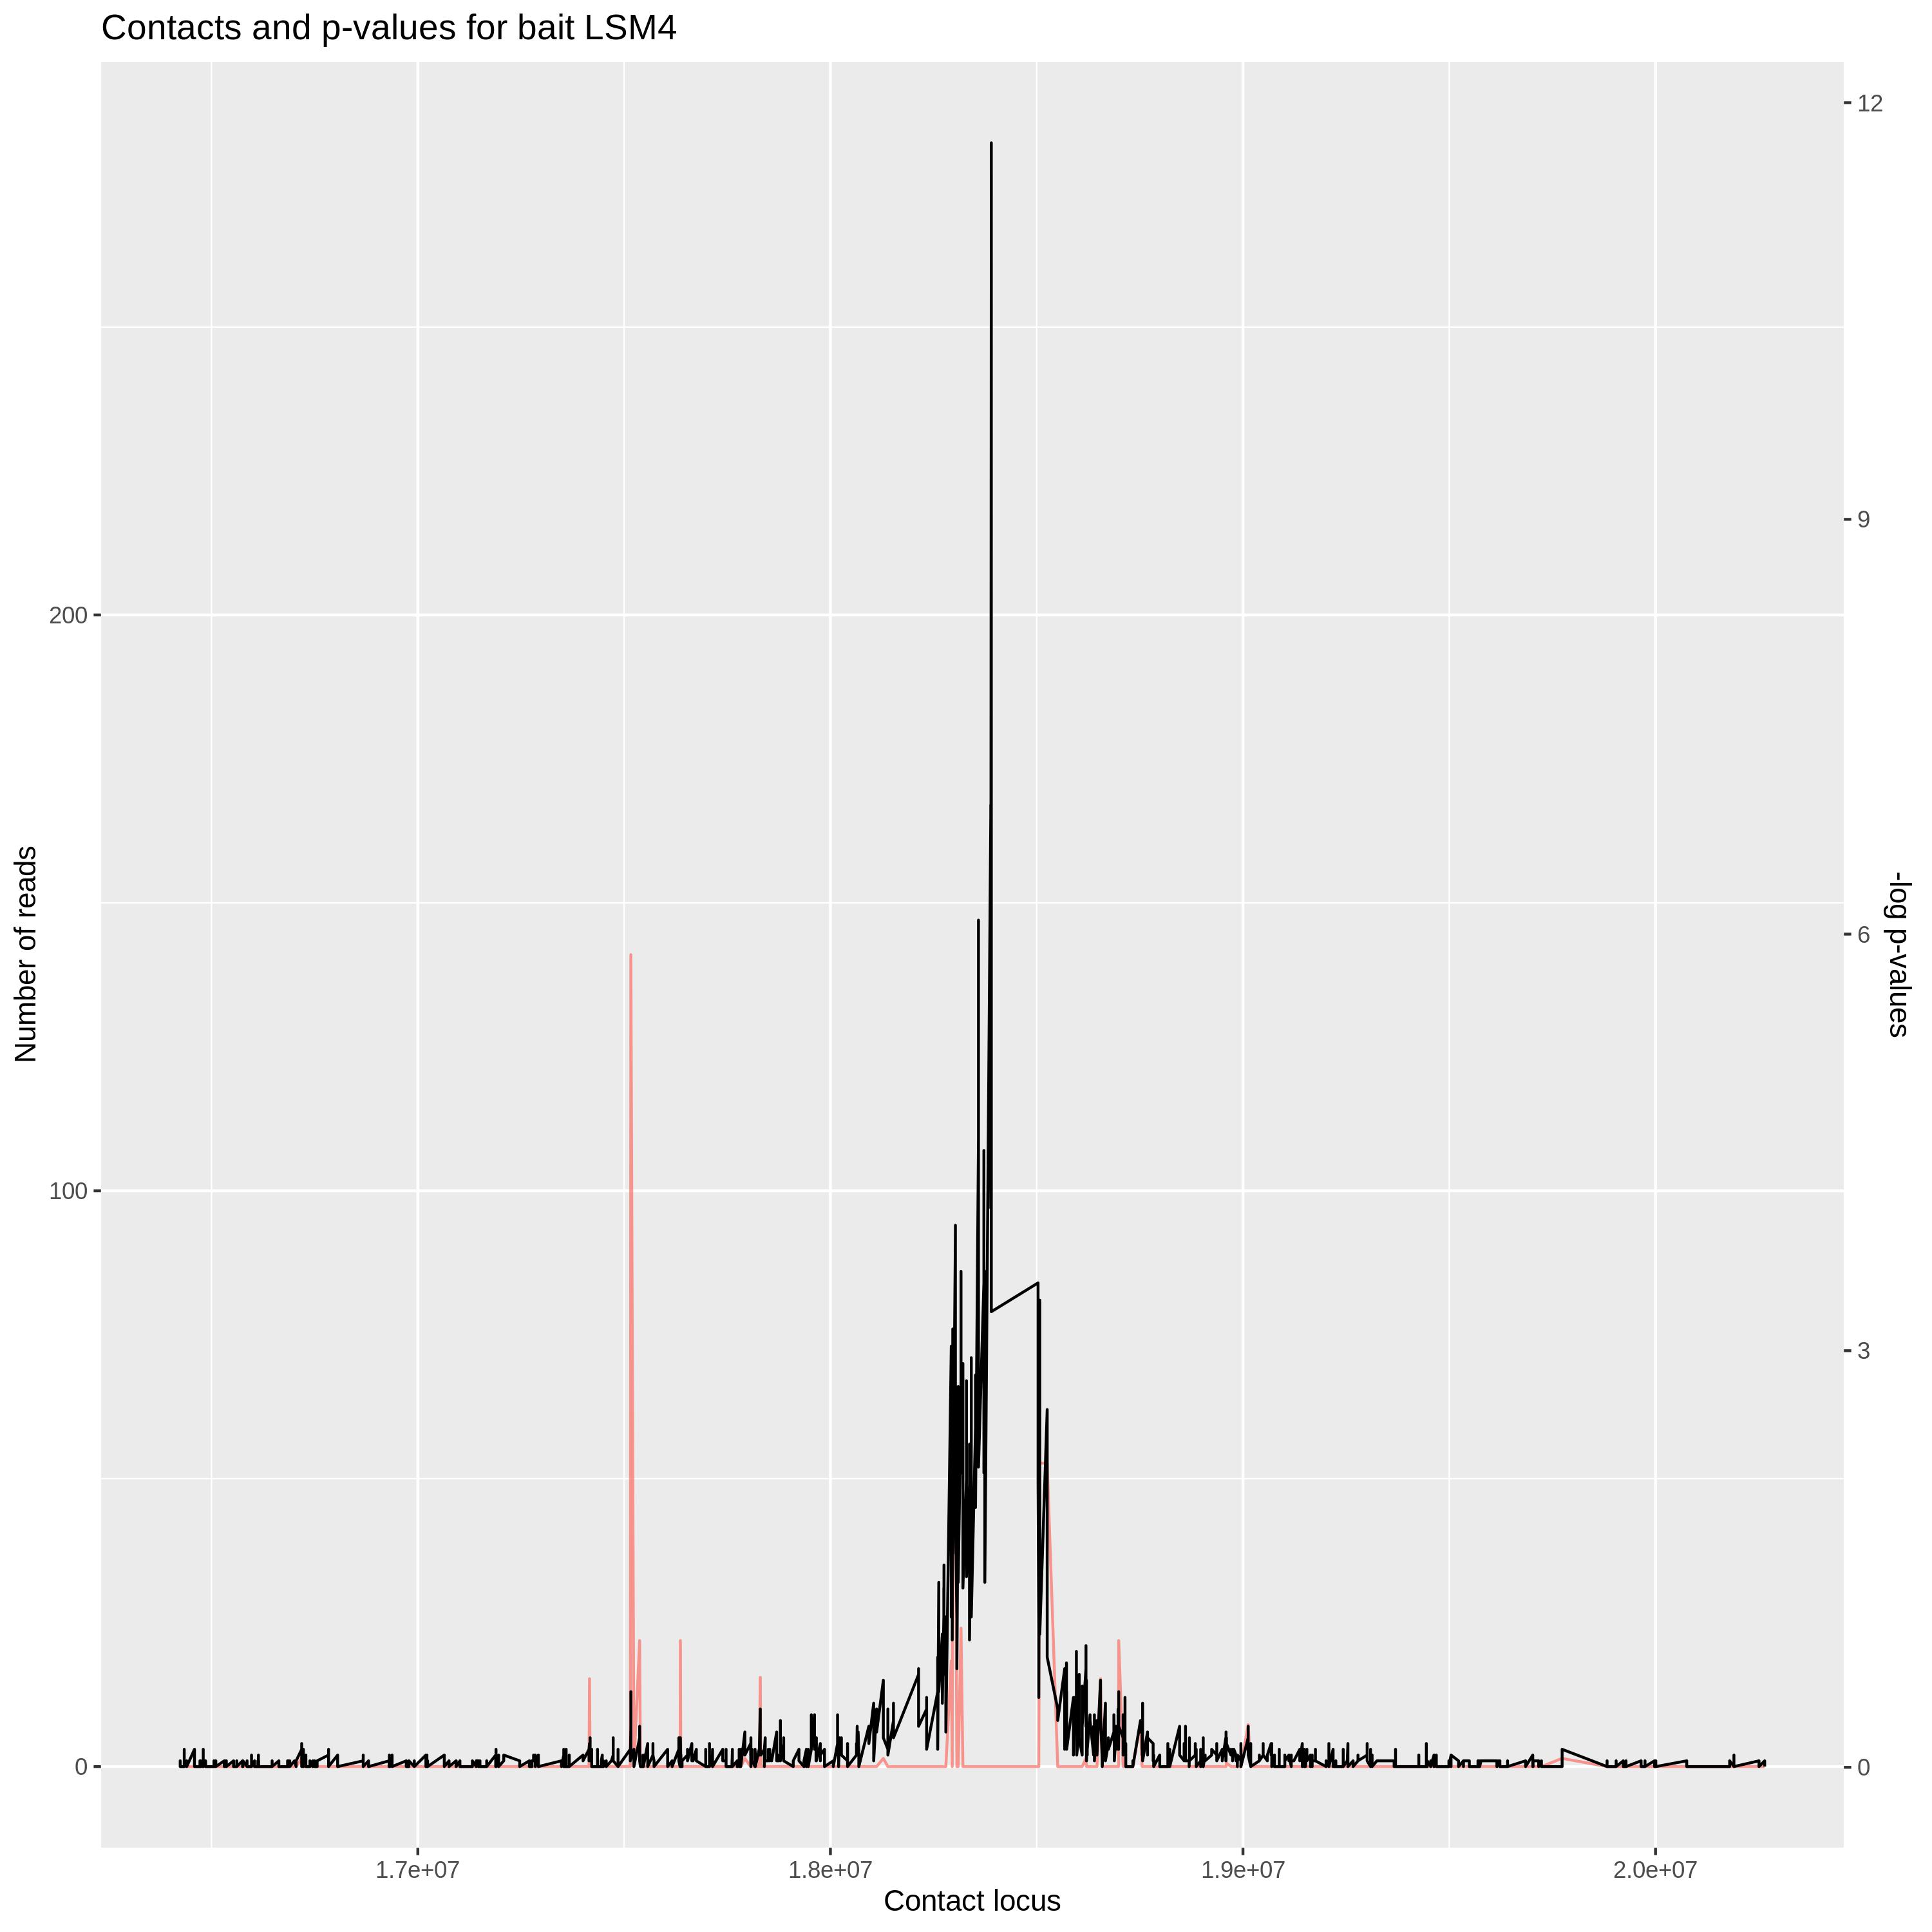 Contacts and p-values for bait LSM4
Number of reads
200
100
0
12
9
6
3
0
-log p-values
1.7e+07
1.8e+07
1.9e+07
2.0e+07
Contact locus